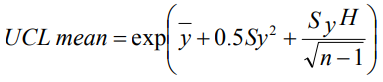 UCL mean = exp(y̅ + 0.5Sy² + SyH / √(n − 1))